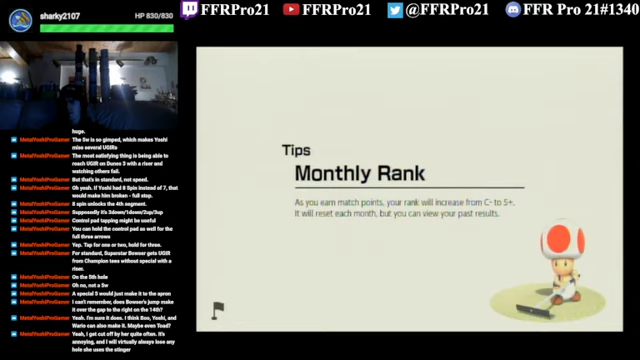 sharky2107
HP 830/830
FFRPro21
FFRPro21
@FFRPro21
FFR Pro 21#1340
Tips
Monthly Rank
As you earn match points, your rank will increase from C- to S+.
It will reset each month, but you can view your past results.
huge.
MetalYoshiProGamer The 5w is so gimped, which makes Yoshi
miss several UGIRs
MetalYoshiProGamer The most satisfying thing is being able to
reach UGIR on Dunes 3 with a riser and
watching others fail.
MetalYoshiProGamer But that's in standard, not speed.
MetalYoshiProGamer Oh yeah. If Yoshi had 8 Spin instead of 7, that
would make him broken - full stop.
MetalYoshiProGamer It spin unlocks the 4th segment.
MetalYoshiProGamer Supposedly it's 3down/1down/2up/3up
MetalYoshiProGamer Control pad tapping might be useful
MetalYoshiProGamer You can hold the control pad as well for the
full three arrows
MetalYoshiProGamer Yep. Tap for one or two, hold for three.
MetalYoshiProGamer For standard, Superstar Bowser gets UGIR
from Champion tees without special with a
riser.
MetalYoshiProGamer On the 9th hole
MetalYoshiProGamer Oh no, not a 5w
MetalYoshiProGamer A special 5 would just make it to the apron
MetalYoshiProGamer I can't remember, does Bowser's jump make
it over the gap to the right on the 14th?
MetalYoshiProGamer Yeah. I'm sure it does. I think Boo, Yoshi, and
Wario can also make it. Maybe even Toad?
MetalYoshiProGamer Yeah, I get cut off by her quite often. It's
annoying, and I will virtually always lose any
hole she uses the stinger